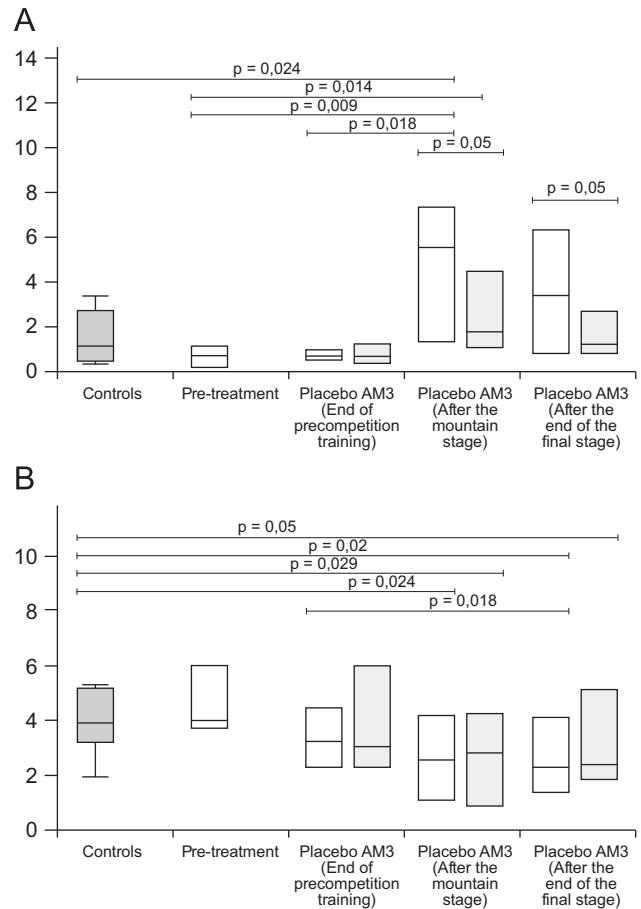 A
14
12
10
8
6
4
2
0
p = 0,024
p = 0,014
p = 0,009
p = 0,018
p = 0,05
p = 0,05
Controls
Pre-treatment
Placebo AM3
(End of
precompetition
training)
Placebo AM3
(After the
mountain
stage)
Placebo AM3
(After the
end of the
final stage)
B
10
8
6
4
2
0
p = 0,05
p = 0,02
p = 0,029
p = 0,024
p = 0,018
Controls
Pre-treatment
Placebo AM3
(End of
precompetition
training)
Placebo AM3
(After the
mountain
stage)
Placebo AM3
(After the
end of the
final stage)